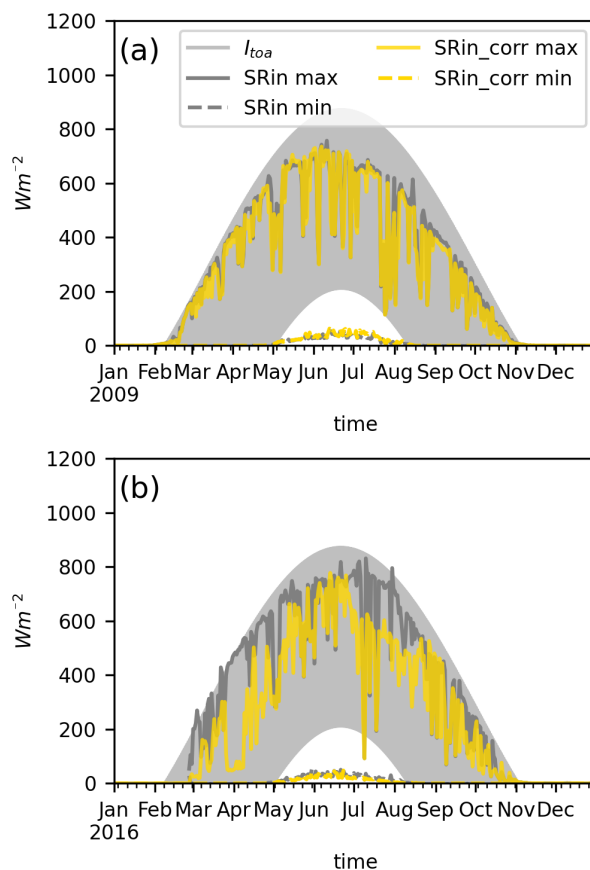 (a)
I_toa
SRin max
SRin min
SRin_corr max
SRin_corr min
1200
1000
800
600
400
200
0
Wm⁻²
Jan Feb Mar Apr May Jun Jul Aug Sep Oct Nov Dec
2009
time
(b)
1200
1000
800
600
400
200
0
Wm⁻²
Jan Feb Mar Apr May Jun Jul Aug Sep Oct Nov Dec
2016
time